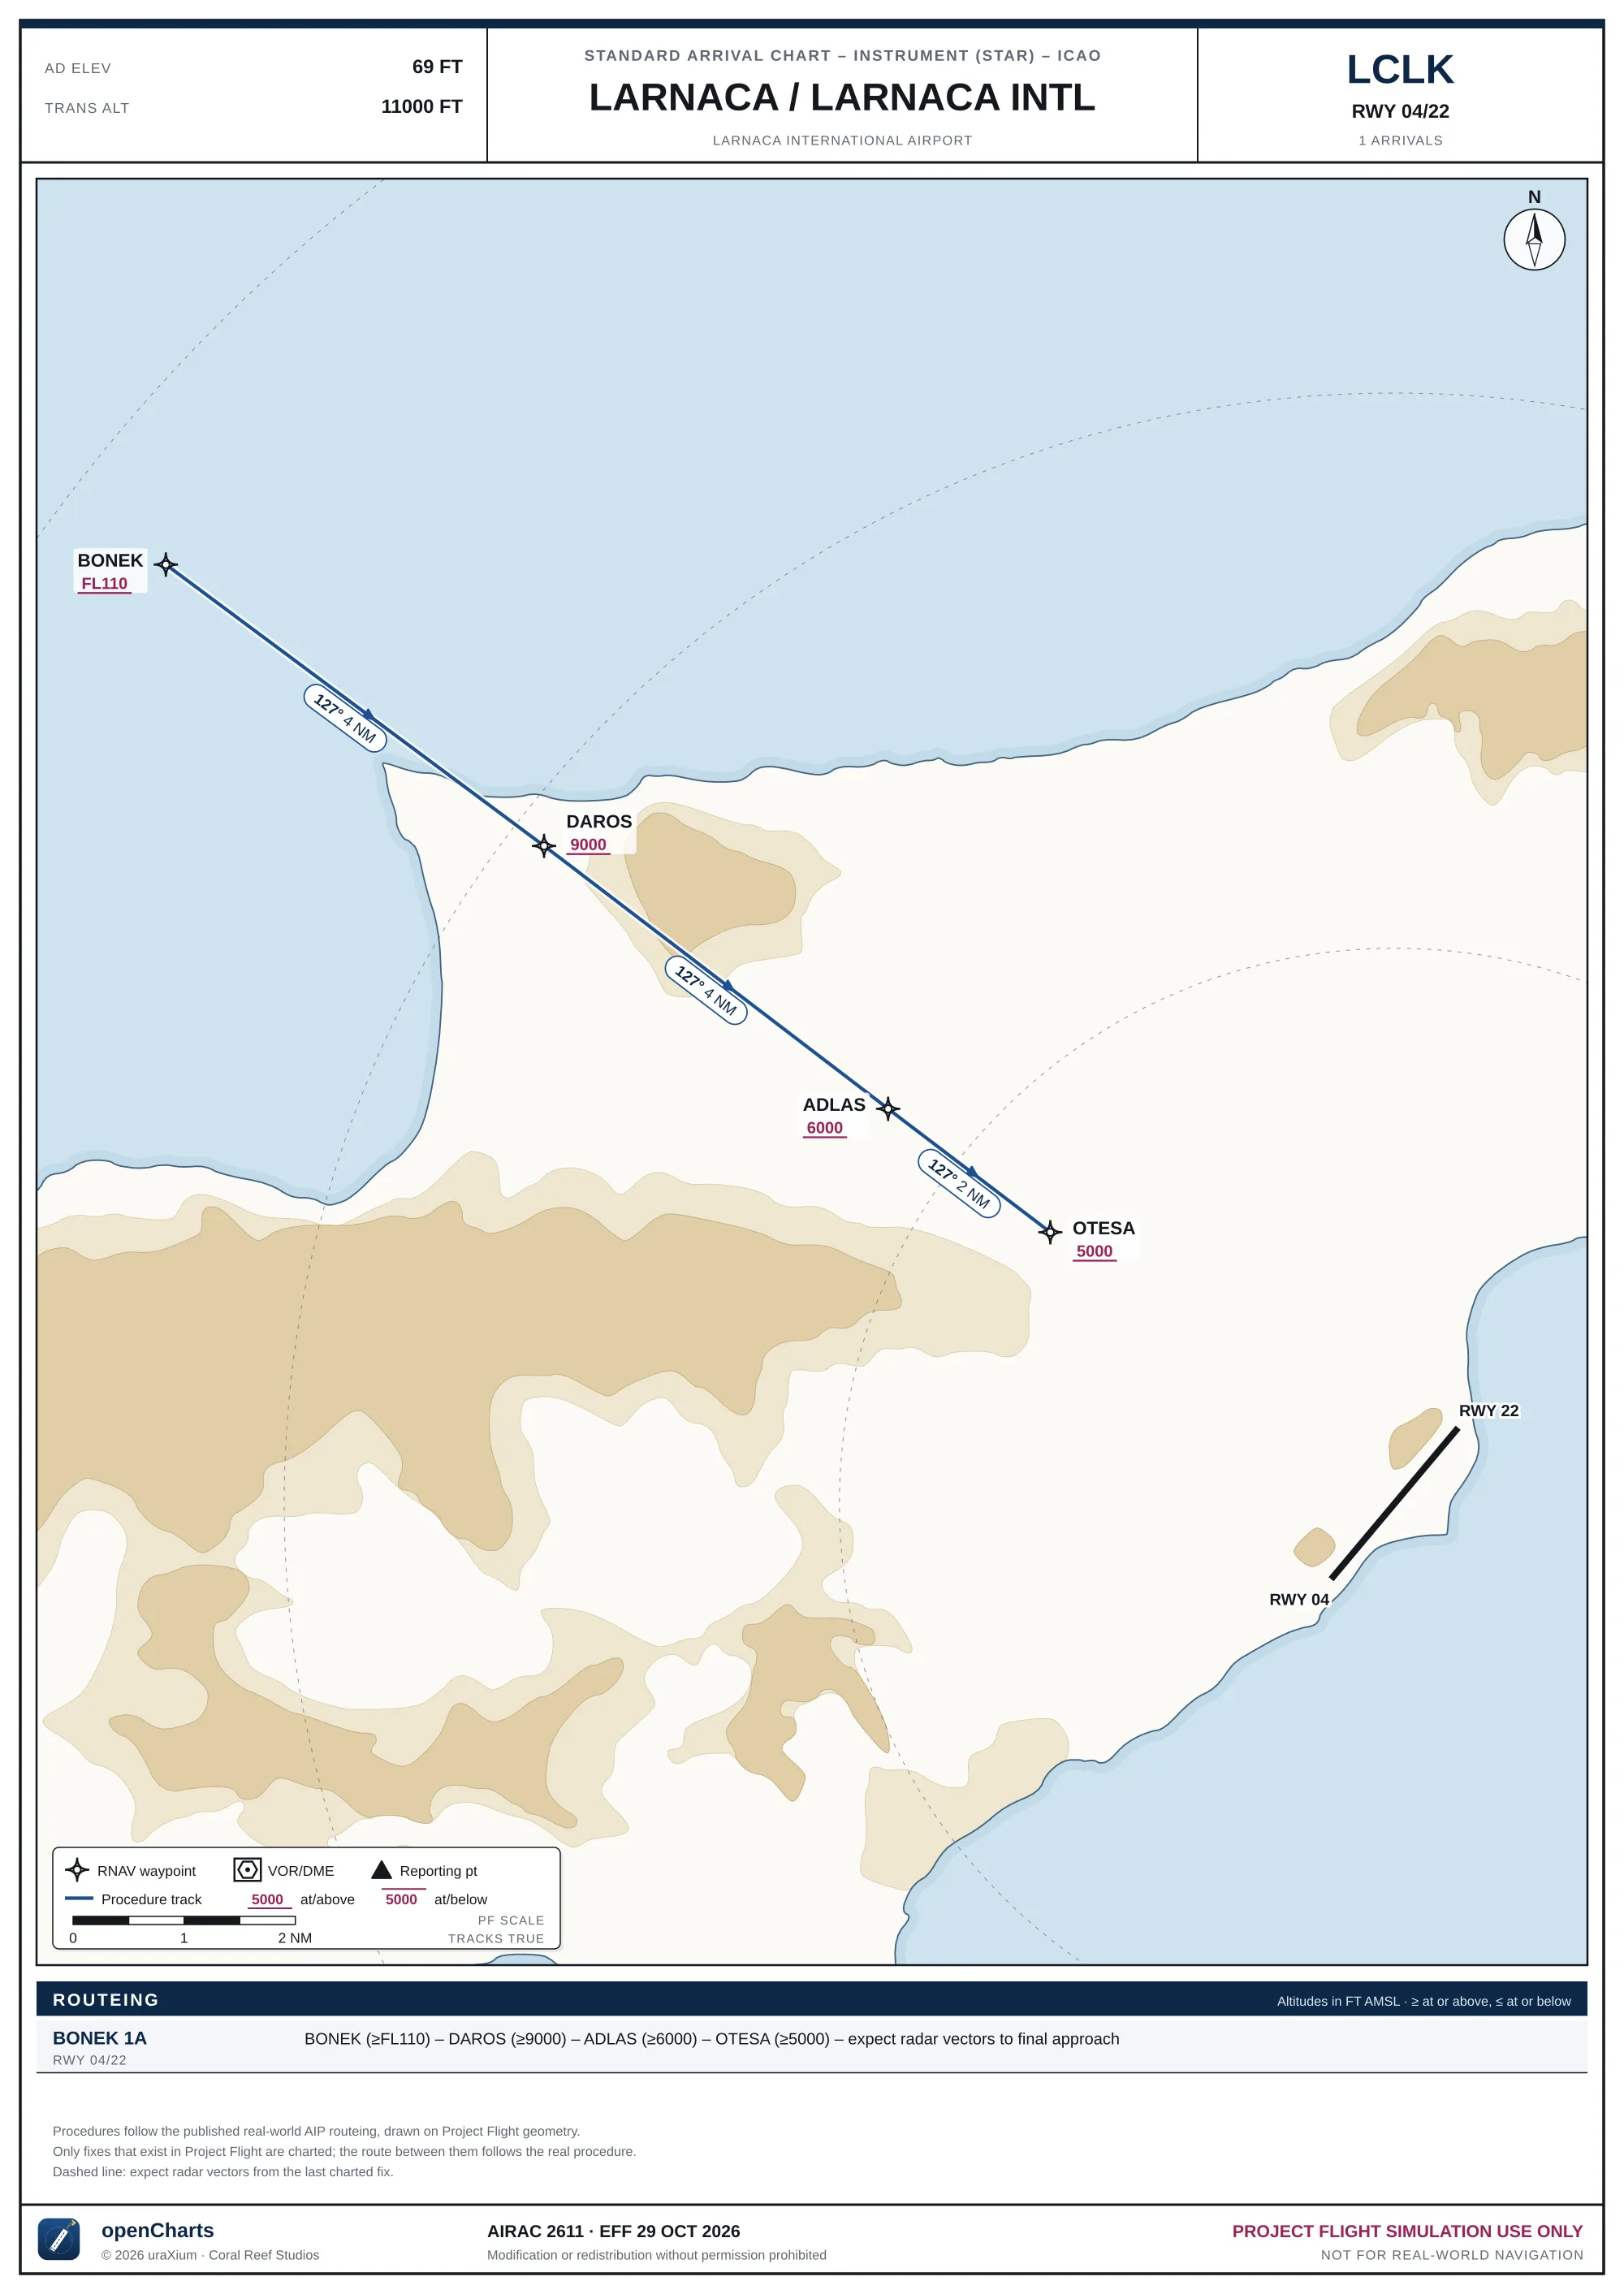 AD ELEV 69 FT
TRANS ALT 11000 FT
STANDARD ARRIVAL CHART – INSTRUMENT (STAR) – ICAO
LARNACA / LARNACA INTL
LARNACA INTERNATIONAL AIRPORT
LCLK
RWY 04/22
1 ARRIVALS
N
BONEK
FL110
127° 4 NM
DAROS
9000
127° 4 NM
ADLAS
6000
127° 2 NM
OTESA
5000
RWY 22
RWY 04
RNAV waypoint VOR/DME Reporting pt
Procedure track 5000 at/above 5000 at/below
PF SCALE
0 1 2 NM TRACKS TRUE
ROUTEING Altitudes in FT AMSL · ≥ at or above, ≤ at or below
BONEK 1A BONEK (≥FL110) – DAROS (≥9000) – ADLAS (≥6000) – OTESA (≥5000) – expect radar vectors to final approach
RWY 04/22
Procedures follow the published real-world AIP routeing, drawn on Project Flight geometry.
Only fixes that exist in Project Flight are charted; the route between them follows the real procedure.
Dashed line: expect radar vectors from the last charted fix.
openCharts
© 2026 uraXium · Coral Reef Studios
AIRAC 2611 · EFF 29 OCT 2026
Modification or redistribution without permission prohibited
PROJECT FLIGHT SIMULATION USE ONLY
NOT FOR REAL-WORLD NAVIGATION